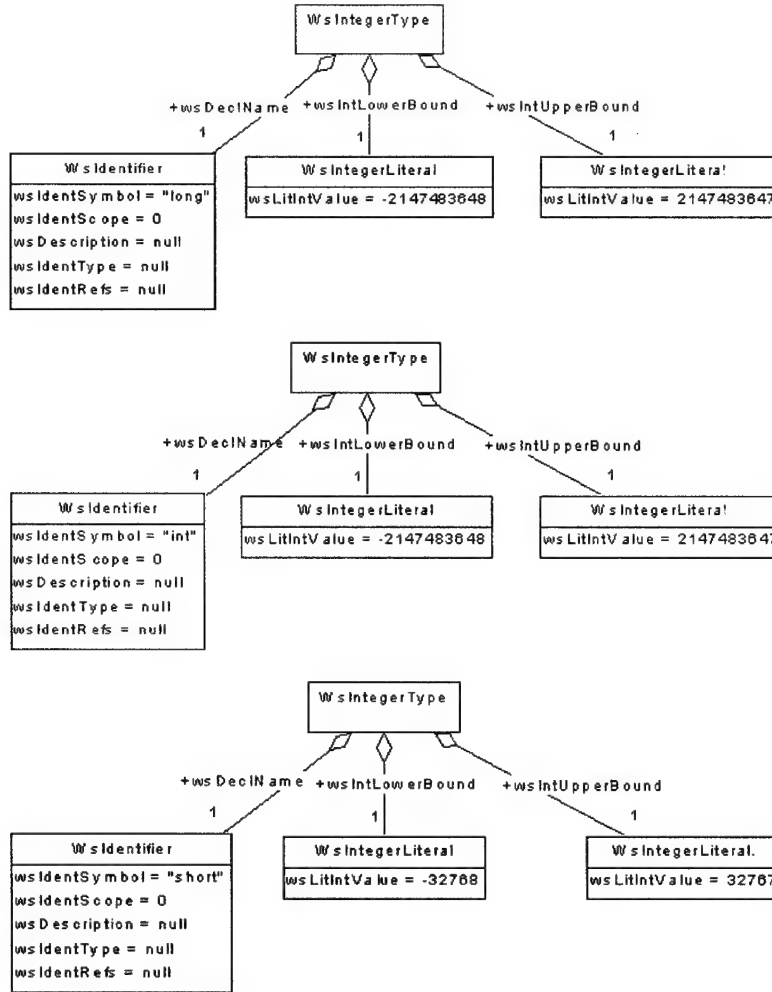 WsIntegerType
+wsDeclName +wsIntLowerBound +wsIntUpperBound
1 1 1
WsIdentifier
wsIdentSymbol = "long"
wsIdentScope = 0
wsDescription = null
wsIdentType = null
wsIdentRefs = null
WsIntegerLiteral
wsLitIntValue = -2147483648
WsIntegerLiteral
wsLitIntValue = 2147483647
WsIntegerType
+wsDeclName +wsIntLowerBound +wsIntUpperBound
1 1 1
WsIdentifier
wsIdentSymbol = "int"
wsIdentScope = 0
wsDescription = null
wsIdentType = null
wsIdentRefs = null
WsIntegerLiteral
wsLitIntValue = -2147483648
WsIntegerLiteral
wsLitIntValue = 2147483647
WsIntegerType
+wsDeclName +wsIntLowerBound +wsIntUpperBound
1 1 1
WsIdentifier
wsIdentSymbol = "short"
wsIdentScope = 0
wsDescription = null
wsIdentType = null
wsIdentRefs = null
WsIntegerLiteral
wsLitIntValue = -32768
WsIntegerLiteral.
wsLitIntValue = 32767